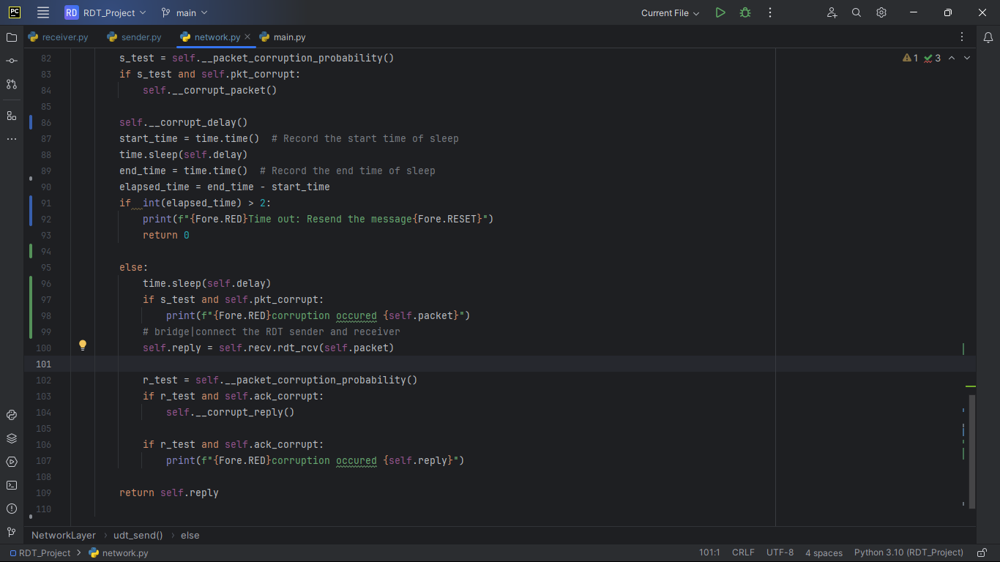 PC RD RDT_Project main Current File
receiver.py sender.py network.py main.py
82 s_test = self.__packet_corruption_probability() 1 3
83 if s_test and self.pkt_corrupt:
84 self.__corrupt_packet()
85
86 self.__corrupt_delay()
87 start_time = time.time()  # Record the start time of sleep
88 time.sleep(self.delay)
89 end_time = time.time()  # Record the end time of sleep
90 elapsed_time = end_time - start_time
91 if  int(elapsed_time) > 2:
92 print(f"{Fore.RED}Time out: Resend the message{Fore.RESET}")
93 return 0
94
95 else:
96 time.sleep(self.delay)
97 if s_test and self.pkt_corrupt:
98 print(f"{Fore.RED}corruption occured {self.packet}")
99 # bridge|connect the RDT sender and receiver
100 self.reply = self.recv.rdt_rcv(self.packet)
101
102 r_test = self.__packet_corruption_probability()
103 if r_test and self.ack_corrupt:
104 self.__corrupt_reply()
105
106 if r_test and self.ack_corrupt:
107 print(f"{Fore.RED}corruption occured {self.reply}")
108
109 return self.reply
110
NetworkLayer › udt_send() › else
RDT_Project > network.py 101:1 CRLF UTF-8 4 spaces Python 3.10 (RDT_Project)